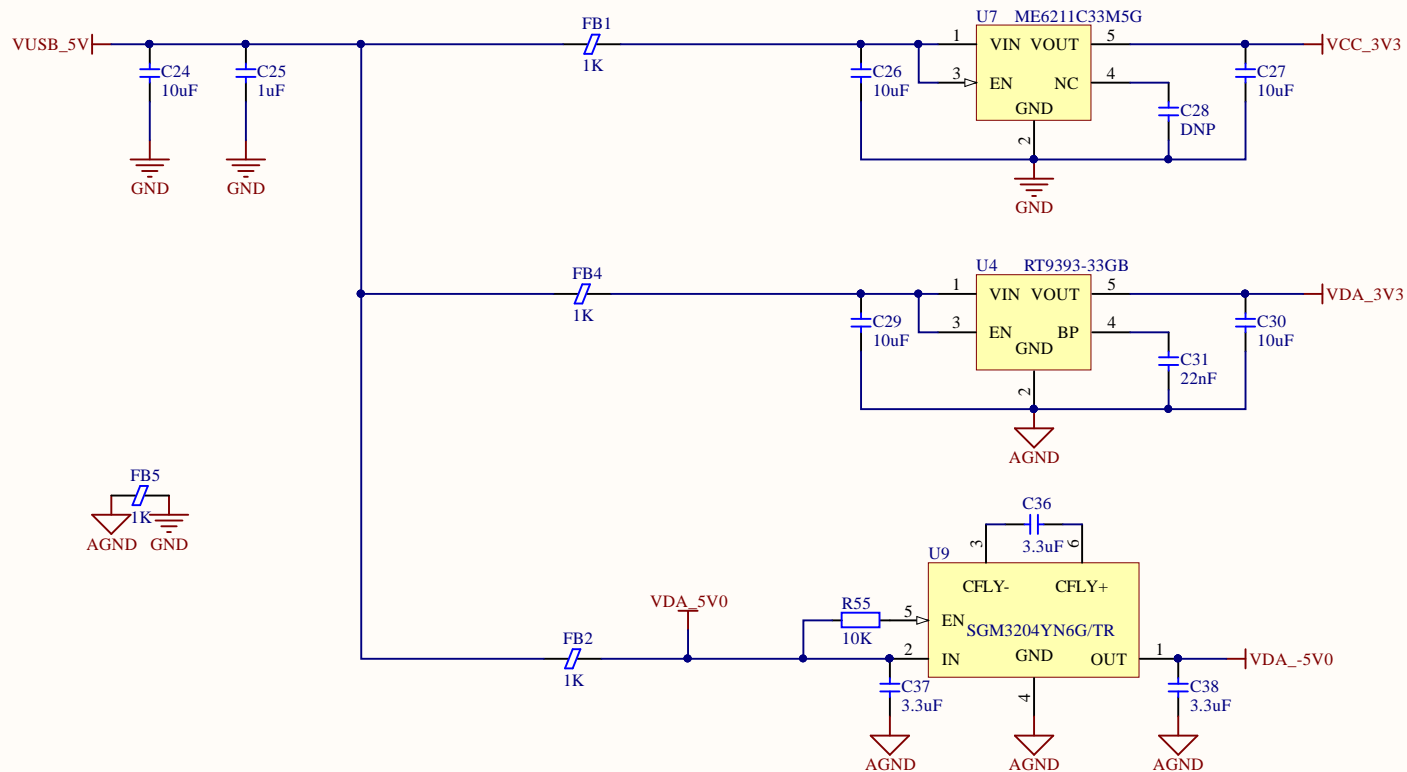 FB1
U7 ME6211C33M5G
VUSB_5V
1 VIN VOUT 5
VCC_3V3
C24
10uF
C25
1uF
1K
C26
10uF
3 EN NC 4
GND
2
C28
DNP
C27
10uF
GND
GND
GND
FB4
U4 RT9393-33GB
1 VIN VOUT 5
VDA_3V3
1K
C29
10uF
3 EN BP 4
GND
2
C31
22nF
C30
10uF
AGND
FB5
1K
AGND GND
C36
3.3uF
3
6
U9
CFLY- CFLY+
VDA_5V0
R55
10K
5 EN
SGM3204YN6G/TR
FB2
1K
2 IN GND OUT 1
VDA_-5V0
C37
3.3uF
4
C38
3.3uF
AGND
AGND
AGND